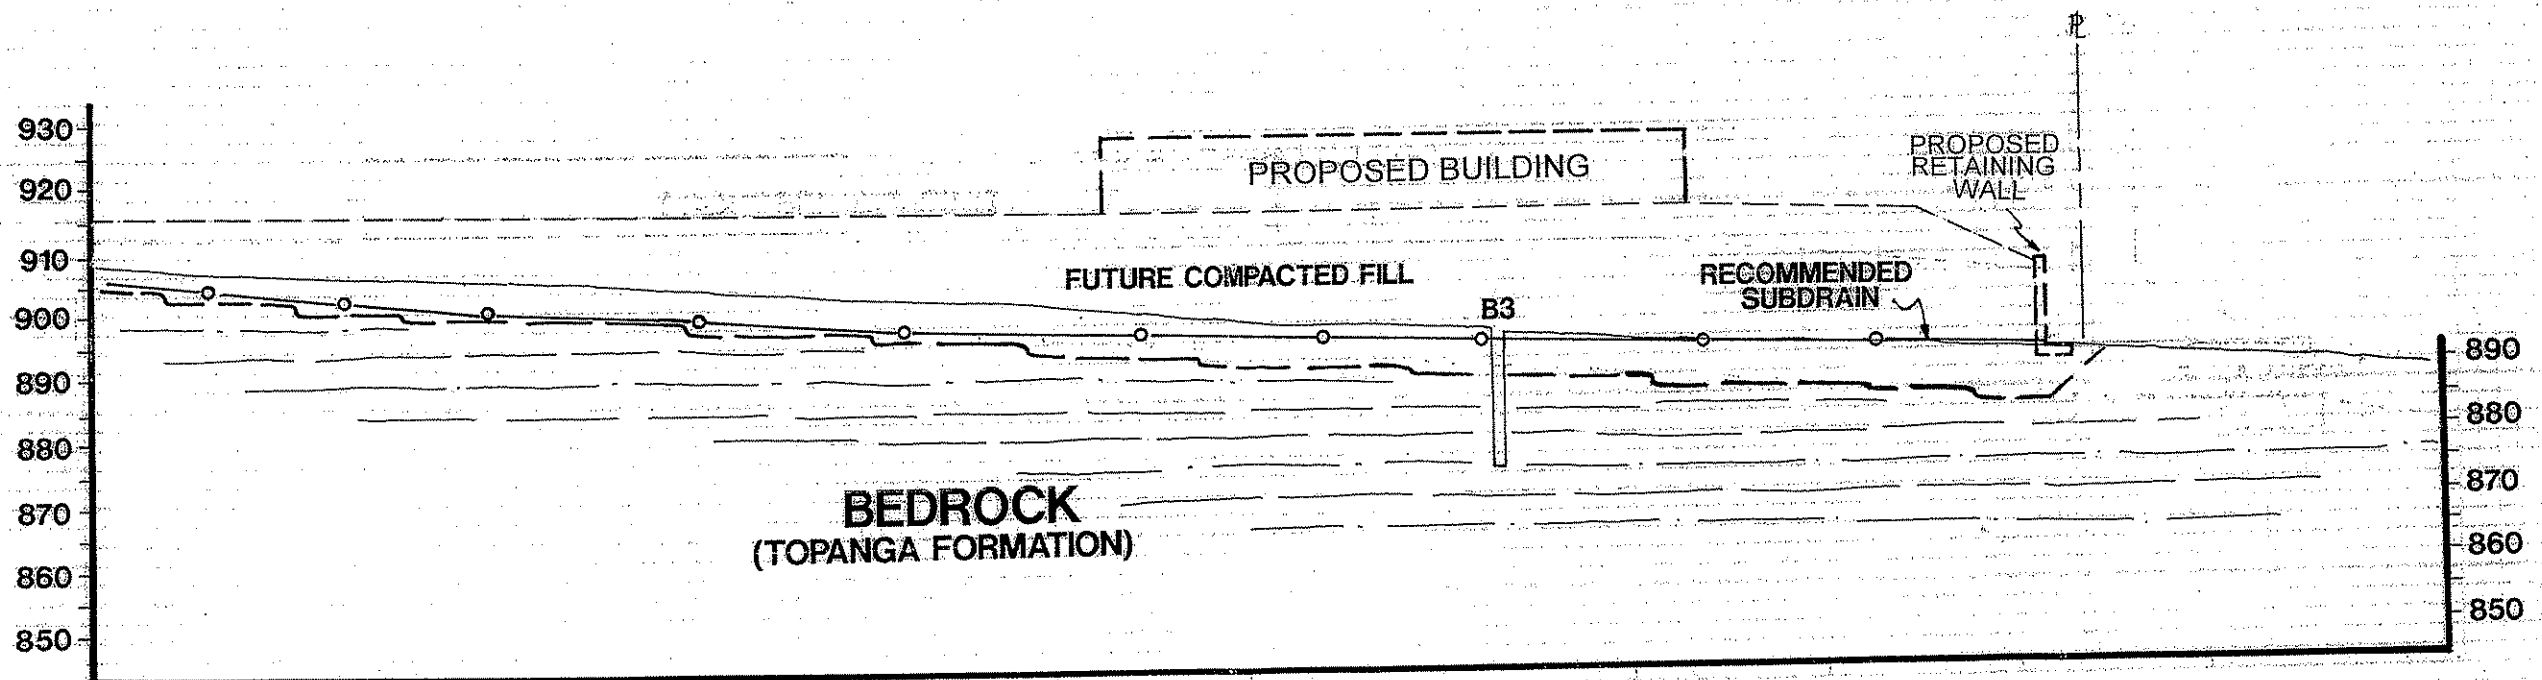 PL
930
920
910
900
890
880
870
860
850
PROPOSED BUILDING
PROPOSED
RETAINING
WALL
FUTURE COMPACTED FILL
RECOMMENDED
SUBDRAIN
B3
BEDROCK
(TOPANGA FORMATION)
890
880
870
860
850